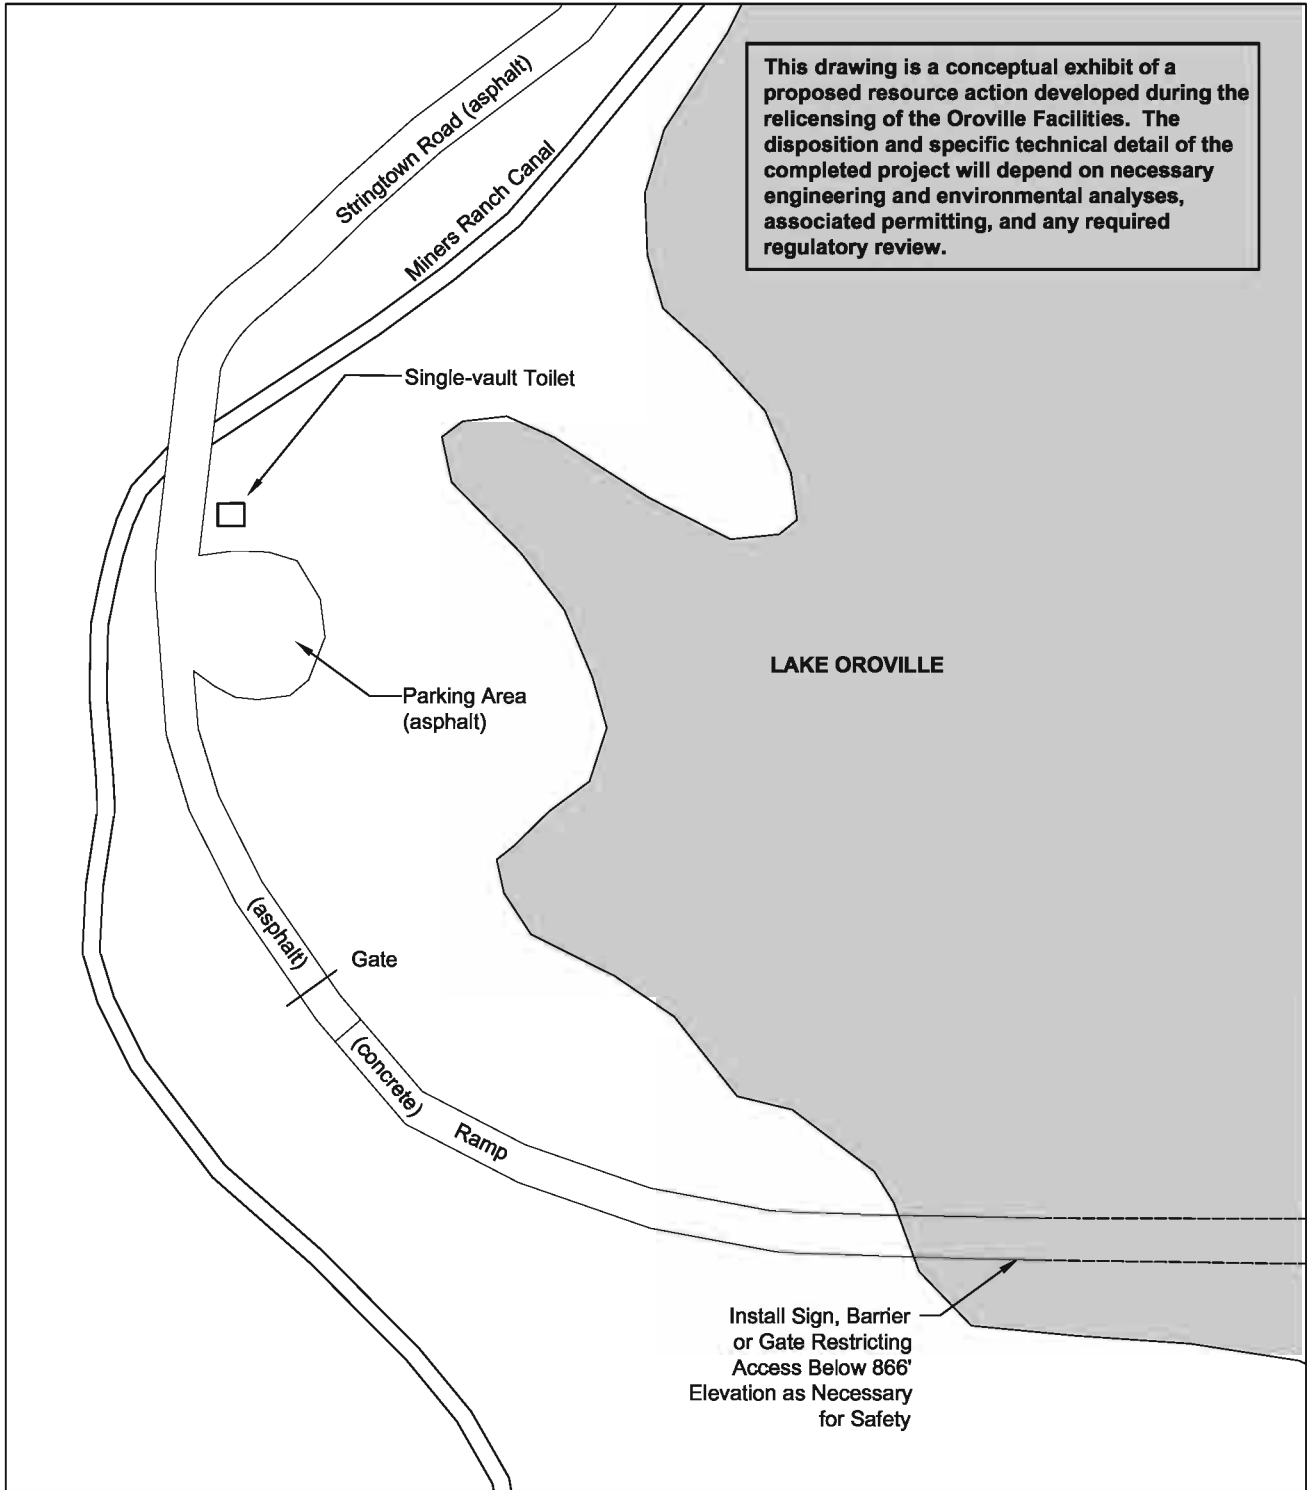 This drawing is a conceptual exhibit of a
proposed resource action developed during the
relicensing of the Oroville Facilities. The
disposition and specific technical detail of the
completed project will depend on necessary
engineering and environmental analyses,
associated permitting, and any required
regulatory review.
Stringtown Road (asphalt)
Miners Ranch Canal
Single-vault Toilet
LAKE OROVILLE
Parking Area
(asphalt)
(asphalt)
Gate
(concrete)
Ramp
Install Sign, Barrier
or Gate Restricting
Access Below 866'
Elevation as Necessary
for Safety